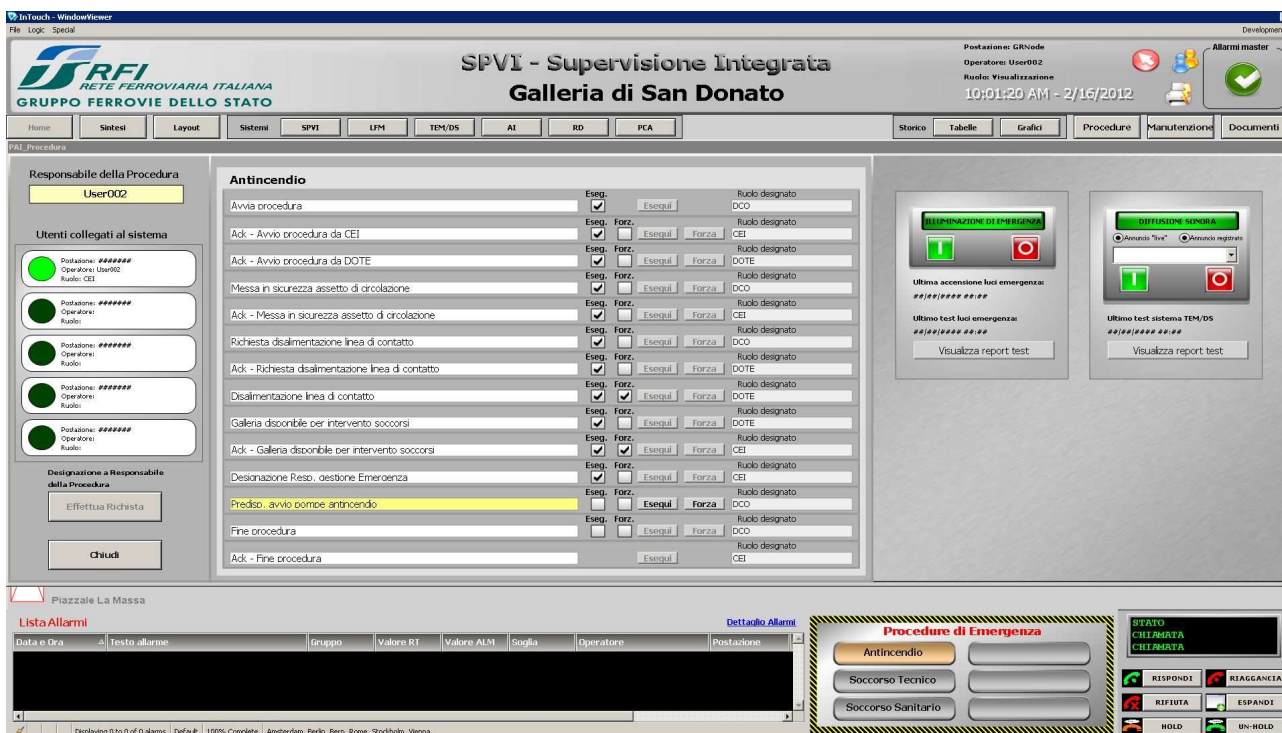 InTouch - WindowViewer
File Logic Special
Developmen
RFI
RETE FERROVIARIA ITALIANA
GRUPPO FERROVIE DELLO STATO
SPVI - Supervisione Integrata
Galleria di San Donato
Postazione: GRNode
Operatore: User002
Ruolo: Visualizzazione
10:01:20 AM - 2/16/2012
Allarmi master
Home Sintesi Layout Sistemi SPVI LFM TEM/DS AI RD PCA Storico Tabelle Grafici Procedure Manutenzione Documenti
PAI_Procedura
Responsabile della Procedura
User002
Utenti collegati al sistema
Postazione: #######
Operatore: User002
Ruolo: CEI
Postazione: #######
Operatore:
Ruolo:
Postazione: #######
Operatore:
Ruolo:
Postazione: #######
Operatore:
Ruolo:
Postazione: #######
Operatore:
Ruolo:
Designazione a Responsabile
della Procedura
Effettua Richista
Chiudi
Antincendio
Eseg. Ruolo designato
Avvia procedura Esegui DCO
Eseg. Forz. Ruolo designato
Ack - Avvio procedura da CEI Esegui Forza CEI
Eseg. Forz. Ruolo designato
Ack - Avvio procedura da DOTE Esegui Forza DOTE
Eseg. Forz. Ruolo designato
Messa in sicurezza assetto di circolazione Esegui Forza DCO
Eseg. Forz. Ruolo designato
Ack - Messa in sicurezza assetto di circolazione Esegui Forza CEI
Eseg. Forz. Ruolo designato
Richiesta disalimentazione linea di contatto Esegui Forza DCO
Eseg. Forz. Ruolo designato
Ack - Richiesta disalimentazione linea di contatto Esegui Forza DOTE
Eseg. Forz. Ruolo designato
Disalimentazione linea di contatto Esegui Forza DOTE
Eseg. Forz. Ruolo designato
Galleria disponibile per intervento soccorsi Esegui Forza DOTE
Eseg. Forz. Ruolo designato
Ack - Galleria disponibile per intervento soccorsi Esegui Forza CEI
Eseg. Forz. Ruolo designato
Designazione Resp. gestione Emergenza Esegui Forza CEI
Eseg. Forz. Ruolo designato
Predisp. avvio pompe antincendio Esegui Forza DCO
Eseg. Forz. Ruolo designato
Fine procedura Esegui Forza DCO
Ruolo designato
Ack - Fine procedura Esegui CEI
ILLUMINAZIONE DI EMERGENZA
Ultima accensione luci emergenza:
##/##/#### ##:##
Ultimo test luci emergenza:
##/##/#### ##:##
Visualizza report test
DIFFUSIONE SONORA
Annuncio "live" Annuncio registrato
Ultimo test sistema TEM/DS
##/##/#### ##:##
Visualizza report test
Piazzale La Massa
Lista Allarmi
Dettaglio Allarmi
Data e Ora Testo allarme Gruppo Valore RT Valore ALM Soglia Operatore Postazione
Displaying 0 to 0 of 0 alarms Default 100% Complete Amsterdam, Berlin, Bern, Rome, Stockholm, Vienna
Procedure di Emergenza
Antincendio
Soccorso Tecnico
Soccorso Sanitario
STATO
CHIAMATA
CHIAMATA
RISPONDI RIAGGANCIA
RIFIUTA ESPANDI
HOLD UN-HOLD